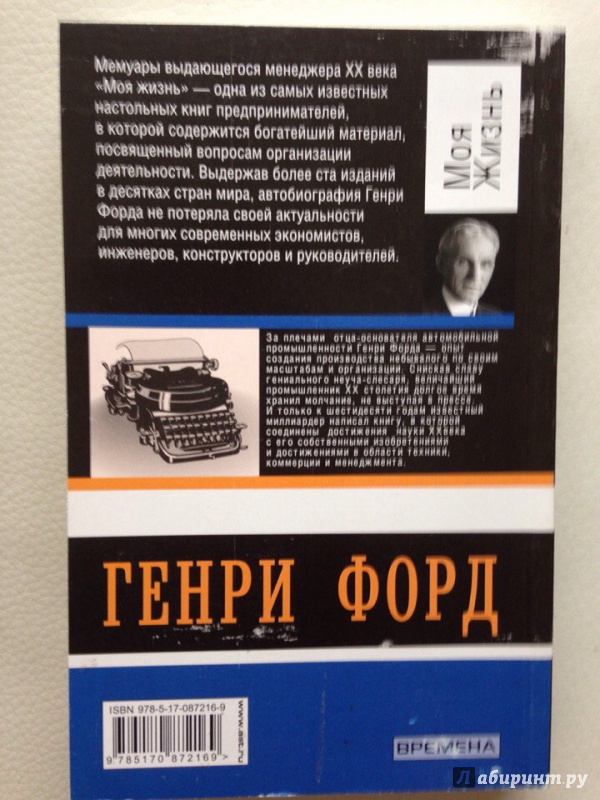 Мемуары выдающегося менеджера XX века
«Моя жизнь» — одна из самых известных
настольных книг предпринимателей,
в которой содержится богатейший материал,
посвященный вопросам организации
деятельности. Выдержав более ста изданий
в десятках стран мира, автобиография Генри
Форда не потеряла своей актуальности
для многих современных экономистов,
инженеров, конструкторов и руководителей.
Моя
Жизнь
За плечами отца-основателя автомобильной
промышленности Генри Форда —
создания производства небывалого по своим
масштабам и организации. Снискав славу
гениального неуча-слесаря, величайший
промышленник XX столетия долгое время
хранил молчание, не выступая в прессе.
И только к шестидесяти годам известный
миллиардер написал книгу, в которой
соединены достижения науки XX века
с его собственными изобретениями
и достижениями в области техники,
коммерции и менеджмента.
ГЕНРИ ФОРД
ISBN 978-5-17-087216-9
9 785170 872169 >
www.ast.ru
ВРЕМЕНА
Лабиринт.ру